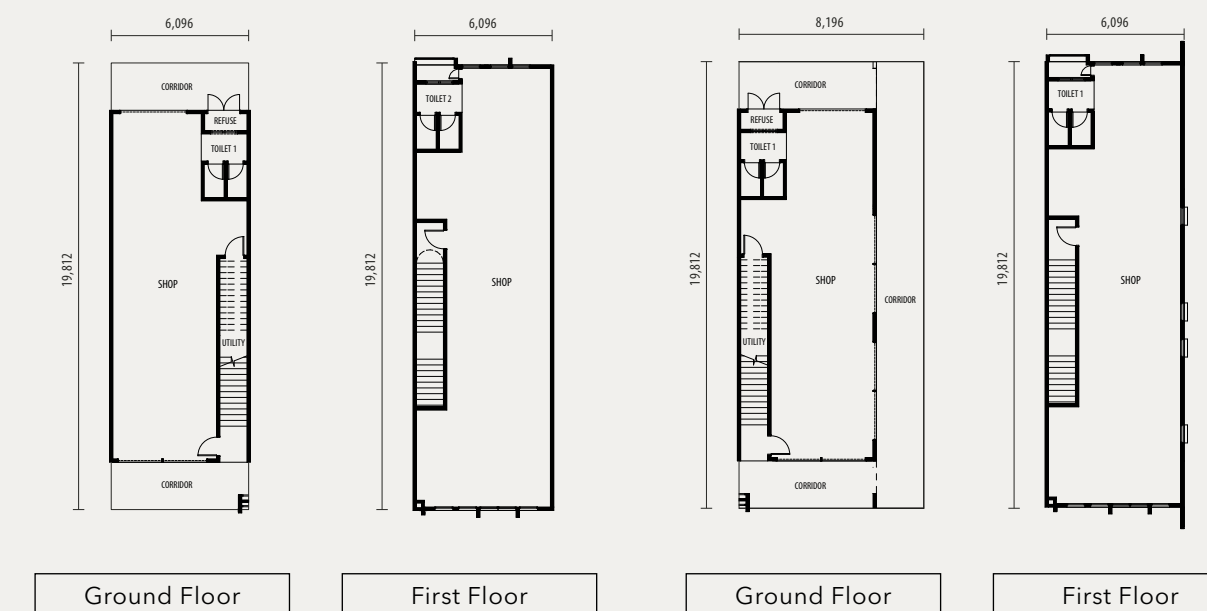 6,096
CORRIDOR
REFUSE
TOILET 1
19,812
SHOP
UTILITY
CORRIDOR
Ground Floor
6,096
TOILET 2
19,812
SHOP
First Floor
8,196
CORRIDOR
REFUSE
TOILET 1
19,812
SHOP
CORRIDOR
UTILITY
CORRIDOR
Ground Floor
6,096
TOILET 1
19,812
SHOP
First Floor